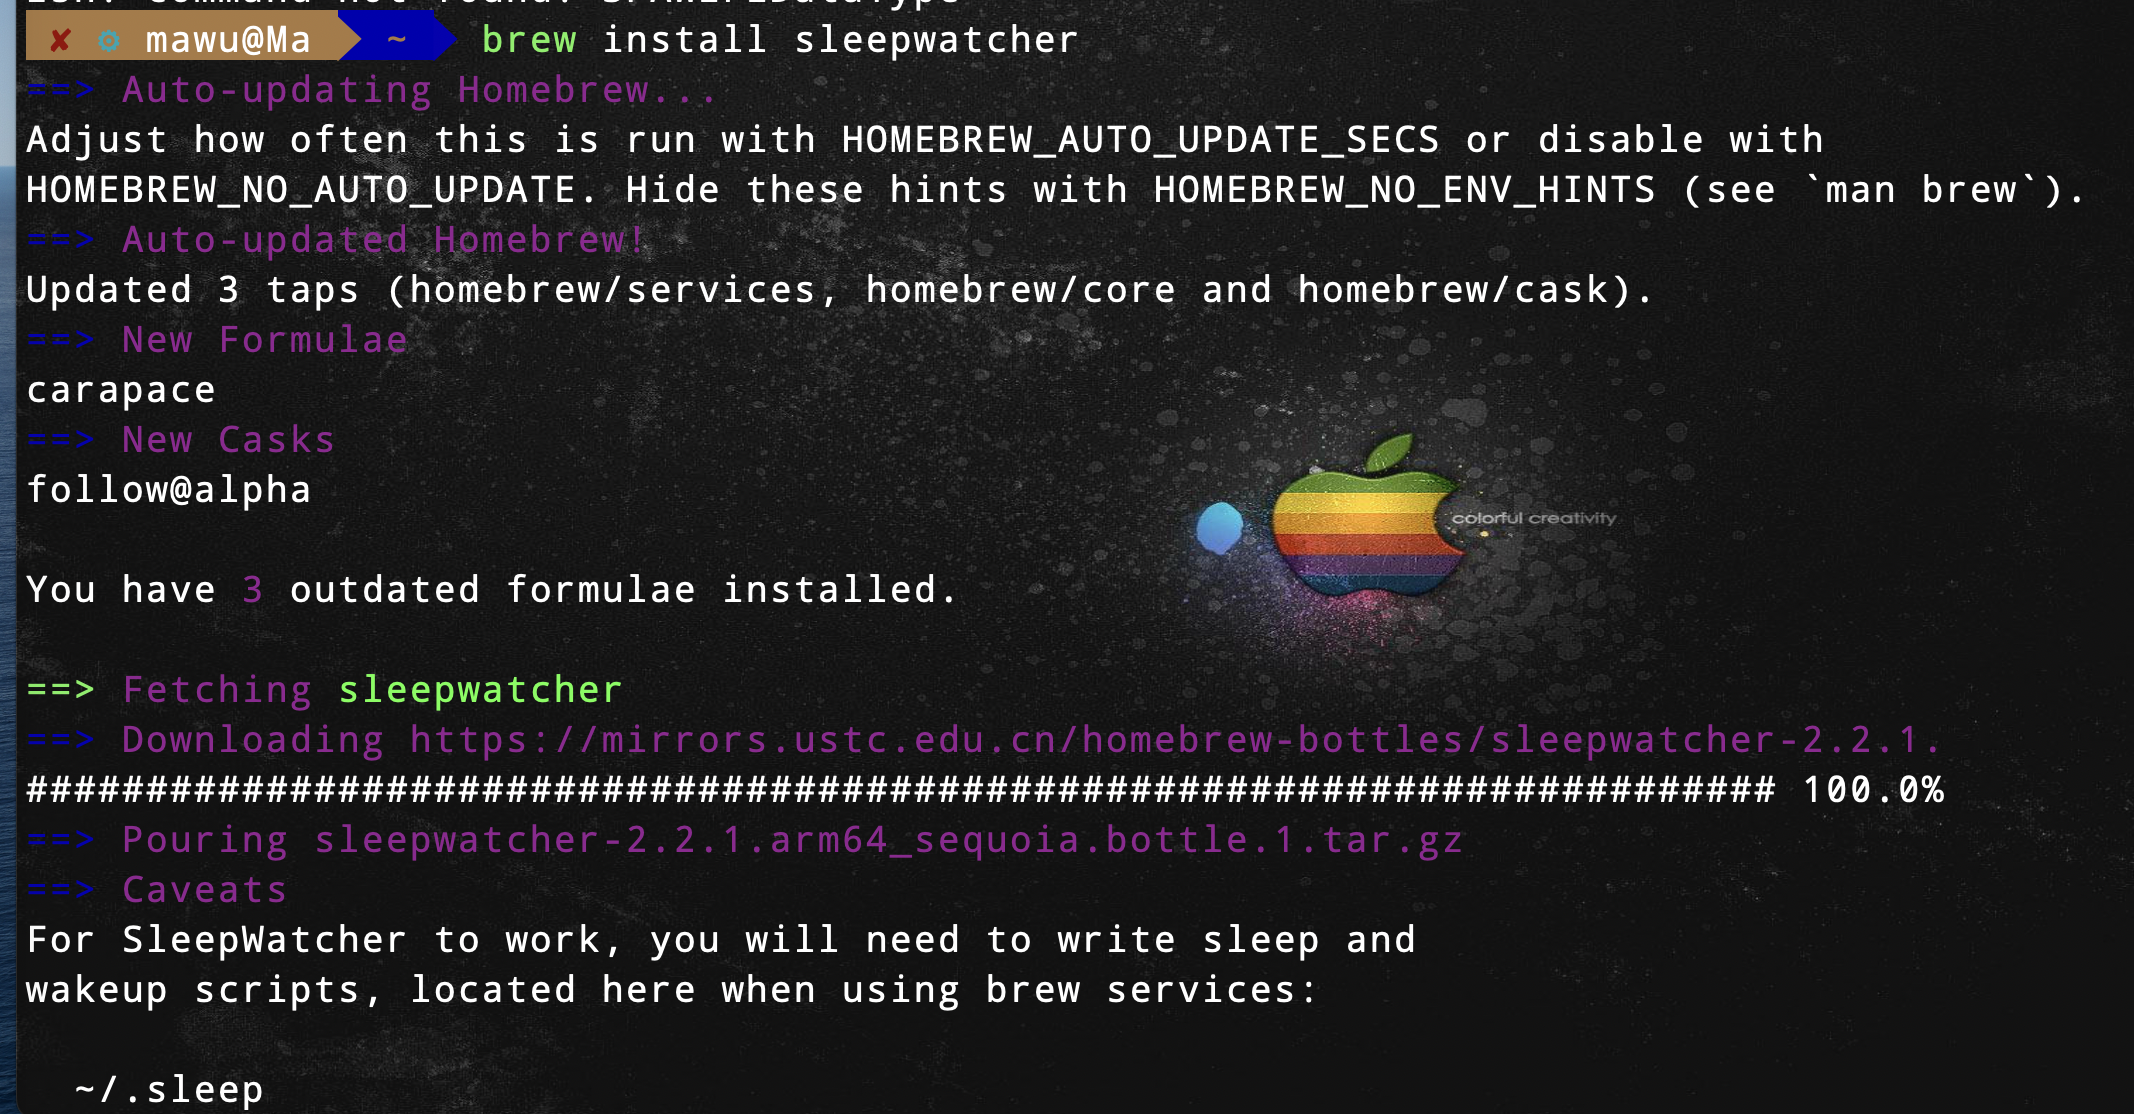 ✘ ⚙ mawu@Ma ~ brew install sleepwatcher
==> Auto-updating Homebrew...
Adjust how often this is run with HOMEBREW_AUTO_UPDATE_SECS or disable with
HOMEBREW_NO_AUTO_UPDATE. Hide these hints with HOMEBREW_NO_ENV_HINTS (see `man brew`).
==> Auto-updated Homebrew!
Updated 3 taps (homebrew/services, homebrew/core and homebrew/cask).
==> New Formulae
carapace
==> New Casks
follow@alpha
colorful creativity
You have 3 outdated formulae installed.
==> Fetching sleepwatcher
==> Downloading https://mirrors.ustc.edu.cn/homebrew-bottles/sleepwatcher-2.2.1.
######################################################################### 100.0%
==> Pouring sleepwatcher-2.2.1.arm64_sequoia.bottle.1.tar.gz
==> Caveats
For SleepWatcher to work, you will need to write sleep and
wakeup scripts, located here when using brew services:
~/.sleep